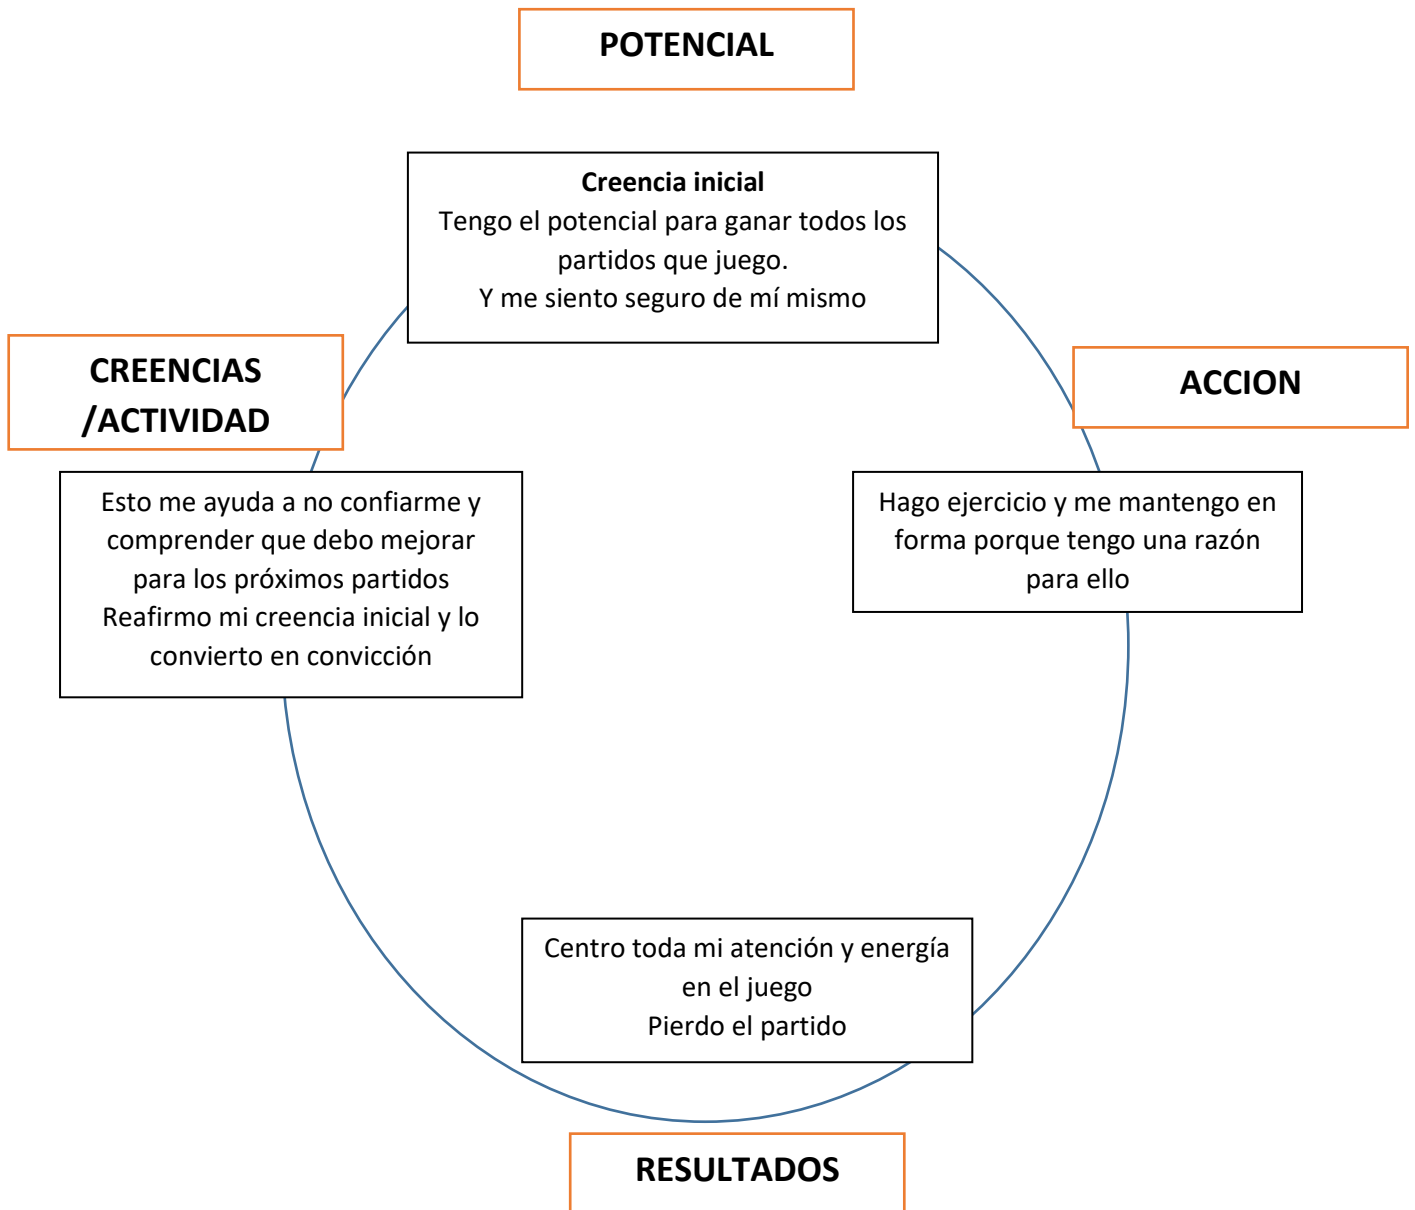 POTENCIAL
Creencia inicial
Tengo el potencial para ganar todos los
partidos que juego.
Y me siento seguro de mí mismo
CREENCIAS
/ACTIVIDAD
ACCION
Esto me ayuda a no confiarme y
comprender que debo mejorar
para los próximos partidos
Reafirmo mi creencia inicial y lo
convierto en convicción
Hago ejercicio y me mantengo en
forma porque tengo una razón
para ello
Centro toda mi atención y energía
en el juego
Pierdo el partido
RESULTADOS